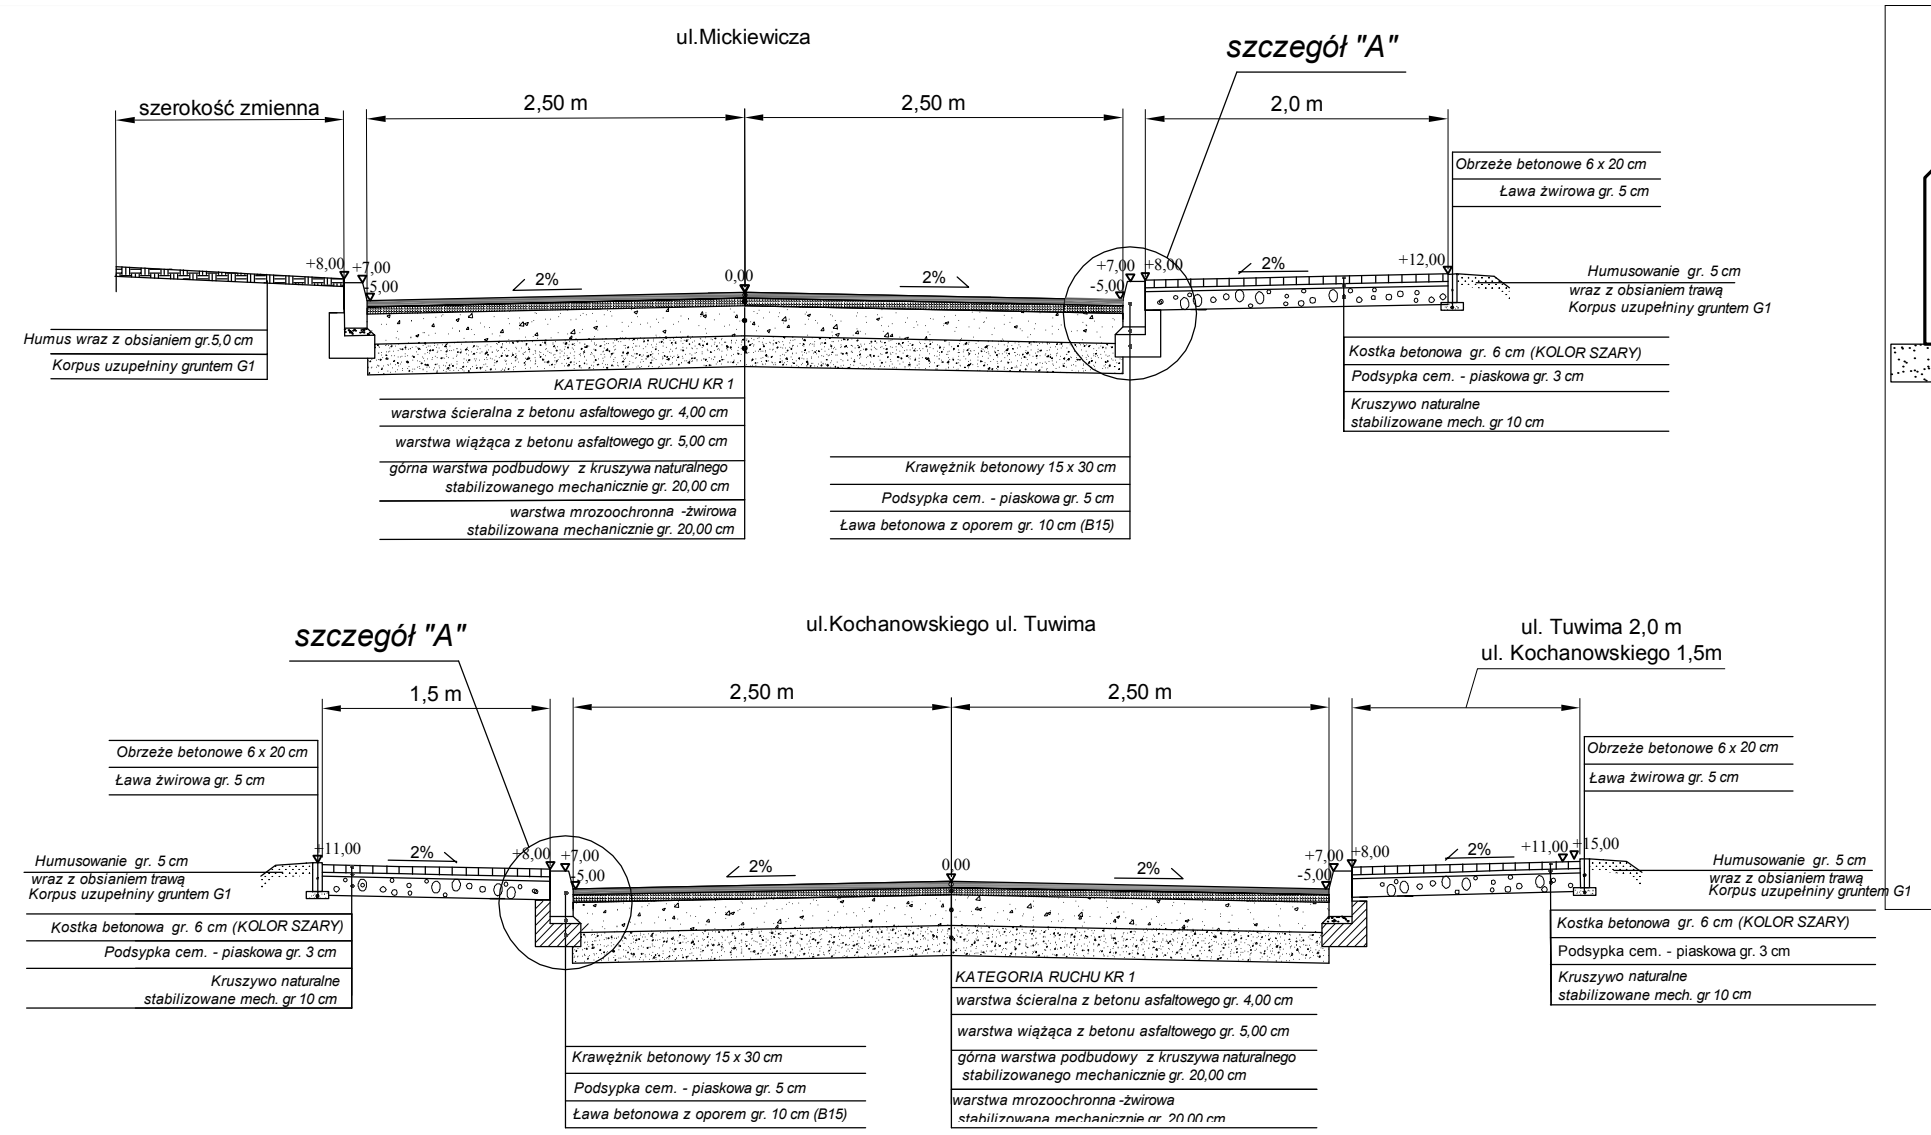 ul.Mickiewicza
szczegół "A"
szerokość zmienna
2,50 m
2,50 m
2,0 m
Obrzeże betonowe 6 x 20 cm
Ława żwirowa gr. 5 cm
+8,00
+7,00
-5,00
2%
0,00
2%
+7,00
+8,00
-5,00
2%
+12,00
Humusowanie gr. 5 cm
wraz z obsianiem trawą
Korpus uzupełniny gruntem G1
Humus wraz z obsianiem gr.5,0 cm
Korpus uzupełniny gruntem G1
KATEGORIA RUCHU KR 1
warstwa ścieralna z betonu asfaltowego gr. 4,00 cm
warstwa wiążąca z betonu asfaltowego gr. 5,00 cm
górna warstwa podbudowy z kruszywa naturalnego
stabilizowanego mechanicznie gr. 20,00 cm
warstwa mrozoochronna -żwirowa
stabilizowana mechanicznie gr. 20,00 cm
Krawężnik betonowy 15 x 30 cm
Podsypka cem. - piaskowa gr. 5 cm
Ława betonowa z oporem gr. 10 cm (B15)
Kostka betonowa gr. 6 cm (KOLOR SZARY)
Podsypka cem. - piaskowa gr. 3 cm
Kruszywo naturalne
stabilizowane mech. gr 10 cm
ul.Kochanowskiego ul. Tuwima
szczegół "A"
ul. Tuwima 2,0 m
ul. Kochanowskiego 1,5m
1,5 m
2,50 m
2,50 m
Obrzeże betonowe 6 x 20 cm
Ława żwirowa gr. 5 cm
Obrzeże betonowe 6 x 20 cm
Ława żwirowa gr. 5 cm
+11,00
2%
+8,00
+7,00
-5,00
2%
0,00
2%
+7,00
+8,00
-5,00
2%
+11,00
+15,00
Humusowanie gr. 5 cm
wraz z obsianiem trawą
Korpus uzupełniny gruntem G1
Kostka betonowa gr. 6 cm (KOLOR SZARY)
Podsypka cem. - piaskowa gr. 3 cm
Kruszywo naturalne
stabilizowane mech. gr 10 cm
Humusowanie gr. 5 cm
wraz z obsianiem trawą
Korpus uzupełniny gruntem G1
Kostka betonowa gr. 6 cm (KOLOR SZARY)
Podsypka cem. - piaskowa gr. 3 cm
Kruszywo naturalne
stabilizowane mech. gr 10 cm
Krawężnik betonowy 15 x 30 cm
Podsypka cem. - piaskowa gr. 5 cm
Ława betonowa z oporem gr. 10 cm (B15)
KATEGORIA RUCHU KR 1
warstwa ścieralna z betonu asfaltowego gr. 4,00 cm
warstwa wiążąca z betonu asfaltowego gr. 5,00 cm
górna warstwa podbudowy z kruszywa naturalnego
stabilizowanego mechanicznie gr. 20,00 cm
warstwa mrozoochronna -żwirowa
stabilizowana mechanicznie gr. 20,00 cm